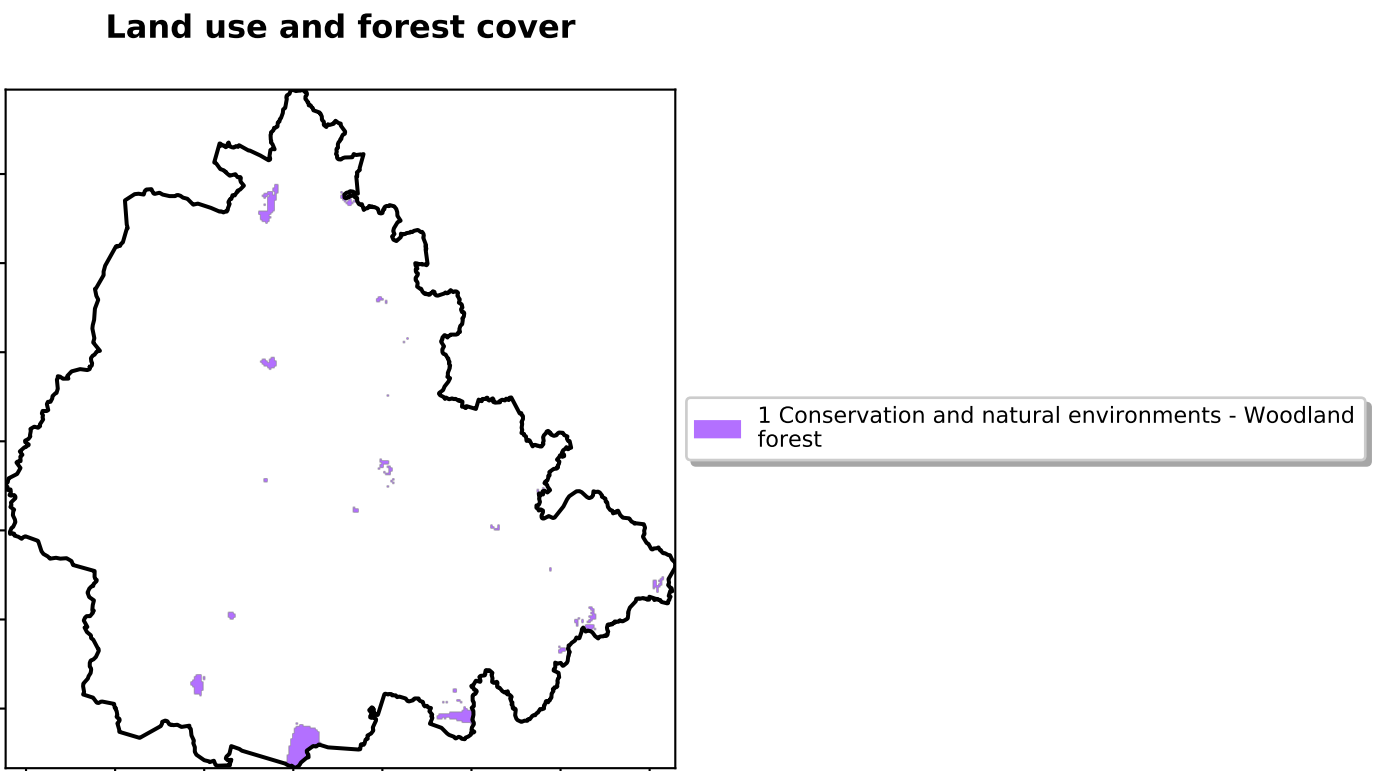 Land use and forest cover
1 Conservation and natural environments - Woodland
forest